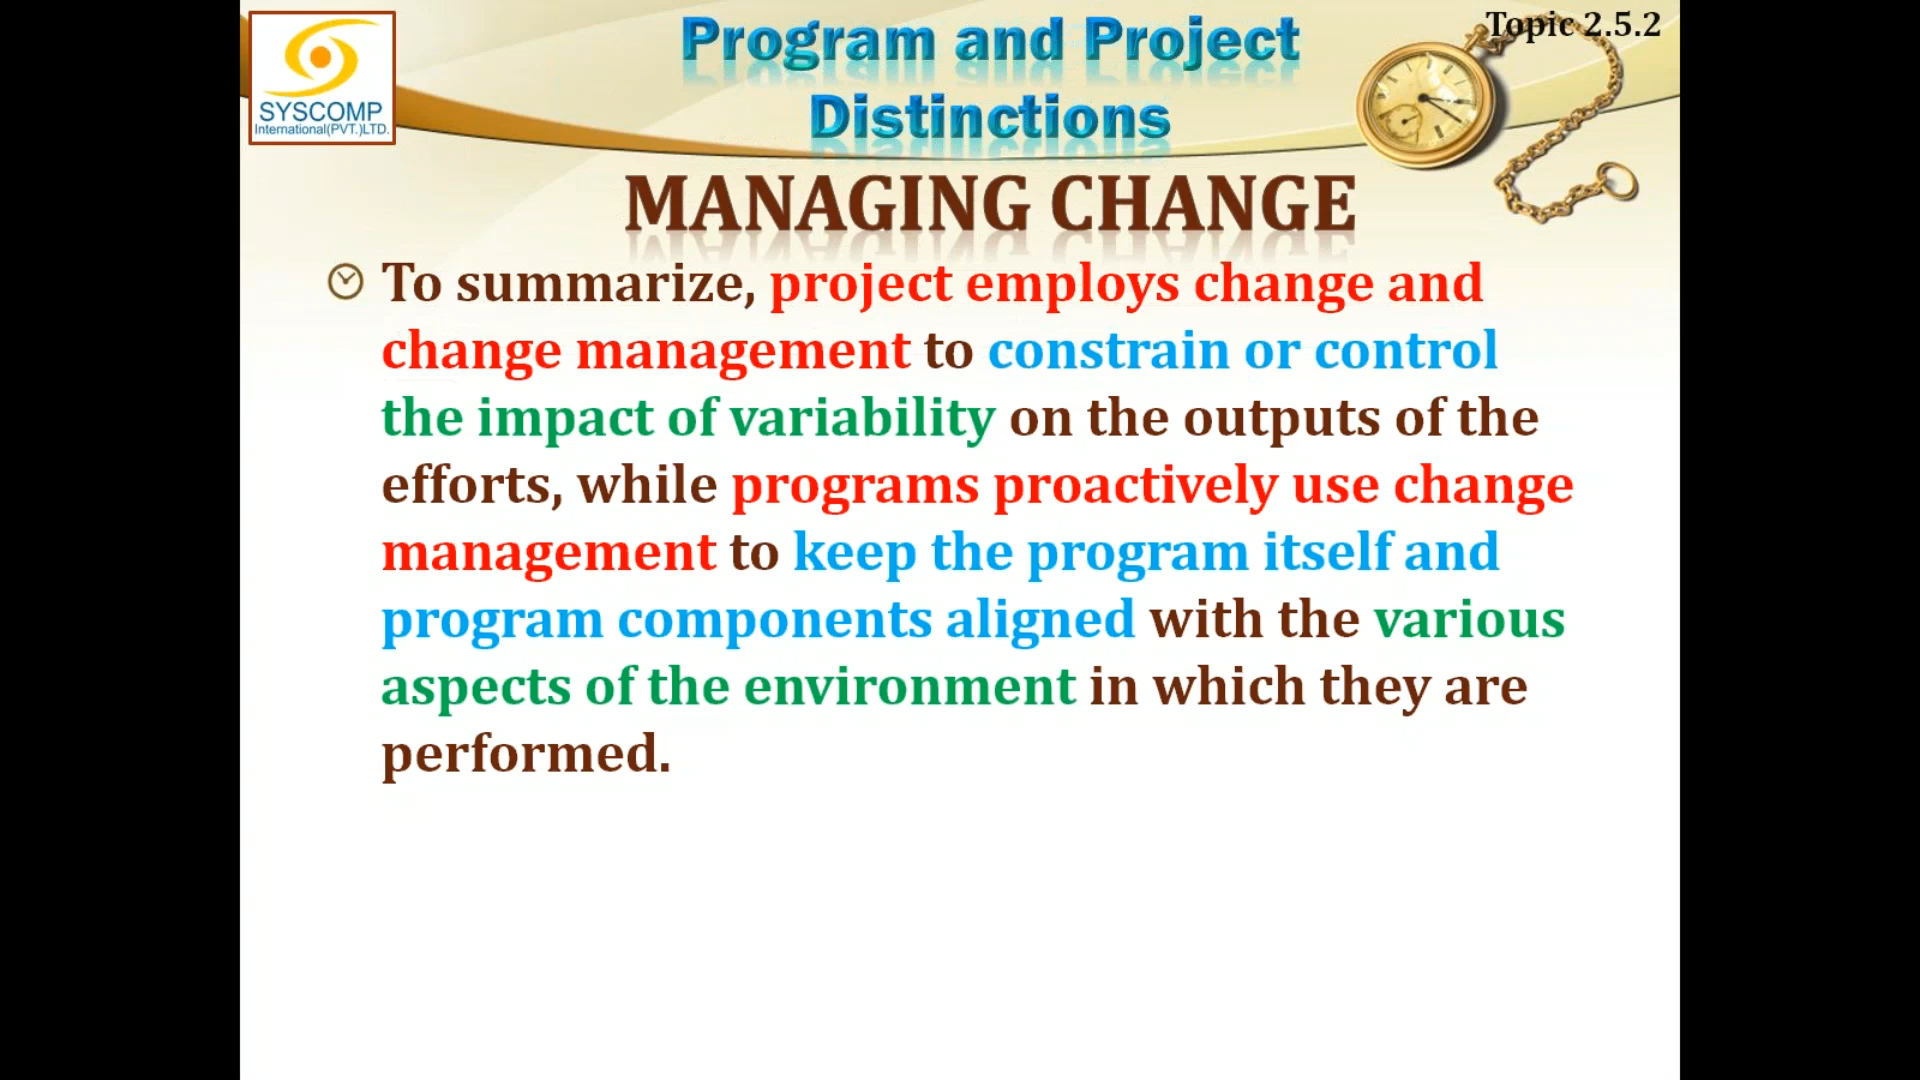 Topic 2.5.2
Program and Project
Distinctions
SYSCOMP
International(PVT.)LTD.
MANAGING CHANGE
To summarize, project employs change and
change management to constrain or control
the impact of variability on the outputs of the
efforts, while programs proactively use change
management to keep the program itself and
program components aligned with the various
aspects of the environment in which they are
performed.